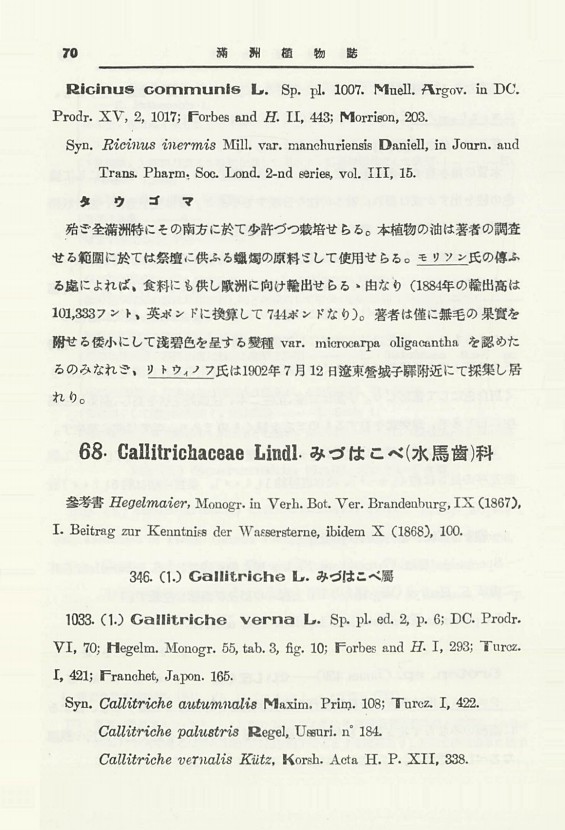 70 滿洲植物誌
Ricinus communis L. Sp. pl. 1007. Muell. Argov. in DC.
Prodr. XV, 2, 1017; Forbes and H. II, 443; Morrison, 203.
Syn. Ricinus inermis Mill. var. manchuriensis Daniell, in Journ. and
Trans. Pharm, Soc. Lond. 2-nd series, vol. III, 15.
タウゴマ
殆ど全滿洲特にその南方に於て少許づつ栽培せらる。本植物の油は著者の調査
せる範圍に於ては祭壇に供ふる蠟燭の原料として使用せらる。モリソン氏の傳ふ
る處によれば、食料にも供し歐洲に向け輸出せらるゝ由なり (1884年の輸出高は
101,333フント、英ポンドに換算して744ポンドなり)。著者は僅に無毛の果實を
附せる倭小にして淺碧色を呈する變種 var. microcarpa oligacantha を認めた
るのみなれど、リトウィノフ氏は1902年7月12日遼東營城子驛附近にて採集し居
れり。
68. Callitrichaceae Lindl. みづはこべ(水馬齒)科
參考書 Hegelmaier, Monogr. in Verh. Bot. Ver. Brandenburg, IX (1867),
I. Beitrag zur Kenntniss der Wassersterne, ibidem X (1868), 100.
346. (1.) Callitriche L. みづはこべ屬
1033. (1.) Callitriche verna L. Sp. pl. ed. 2, p. 6; DC. Prodr.
VI, 70; Hegelm. Monogr. 55, tab. 3, fig. 10; Forbes and H. I, 293; Turcz.
I, 421; Franchet, Japon. 165.
Syn. Callitriche autumnalis Maxim. Prim. 108; Turcz. I, 422.
Callitriche palustris Regel, Ussuri. n° 184.
Callitriche vernalis Kütz, Korsh. Acta H. P. XII, 338.